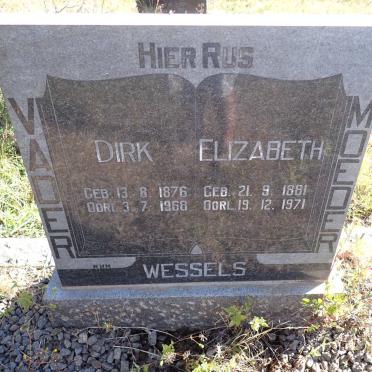 HIER RUS
VADER
DIRK
GEB. 13. 8. 1876
OORL. 3. 7. 1968
ELIZABETH
GEB. 21. 9. 1881
OORL. 19. 12. 1971
MOEDER
WESSELS